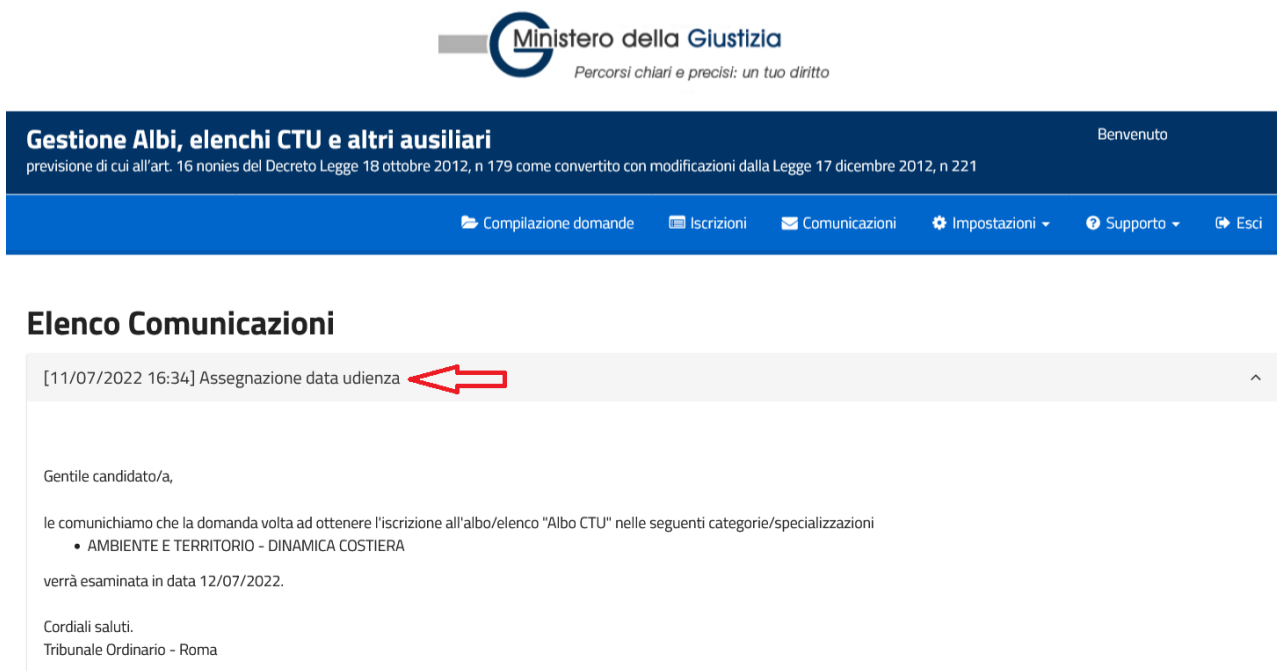 Ministero della Giustizia
Percorsi chiari e precisi: un tuo diritto
Gestione Albi, elenchi CTU e altri ausiliari
Benvenuto
previsione di cui all'art. 16 nonies del Decreto Legge 18 ottobre 2012, n 179 come convertito con modificazioni dalla Legge 17 dicembre 2012, n 221
Compilazione domande Iscrizioni Comunicazioni Impostazioni Supporto Esci
Elenco Comunicazioni
[11/07/2022 16:34] Assegnazione data udienza
Gentile candidato/a,
le comunichiamo che la domanda volta ad ottenere l'iscrizione all'albo/elenco "Albo CTU" nelle seguenti categorie/specializzazioni
• AMBIENTE E TERRITORIO - DINAMICA COSTIERA
verrà esaminata in data 12/07/2022.
Cordiali saluti.
Tribunale Ordinario - Roma